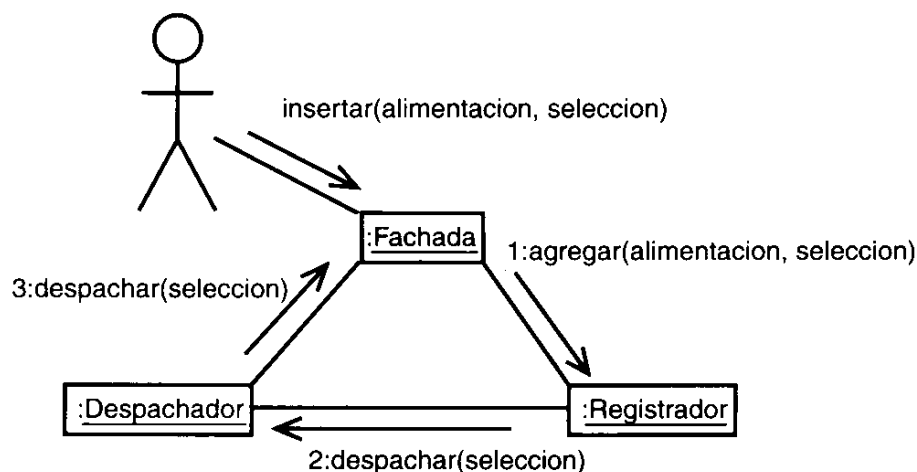 insertar(alimentacion, seleccion)
:Fachada
1:agregar(alimentacion, seleccion)
3:despachar(seleccion)
:Despachador
:Registrador
2:despachar(seleccion)